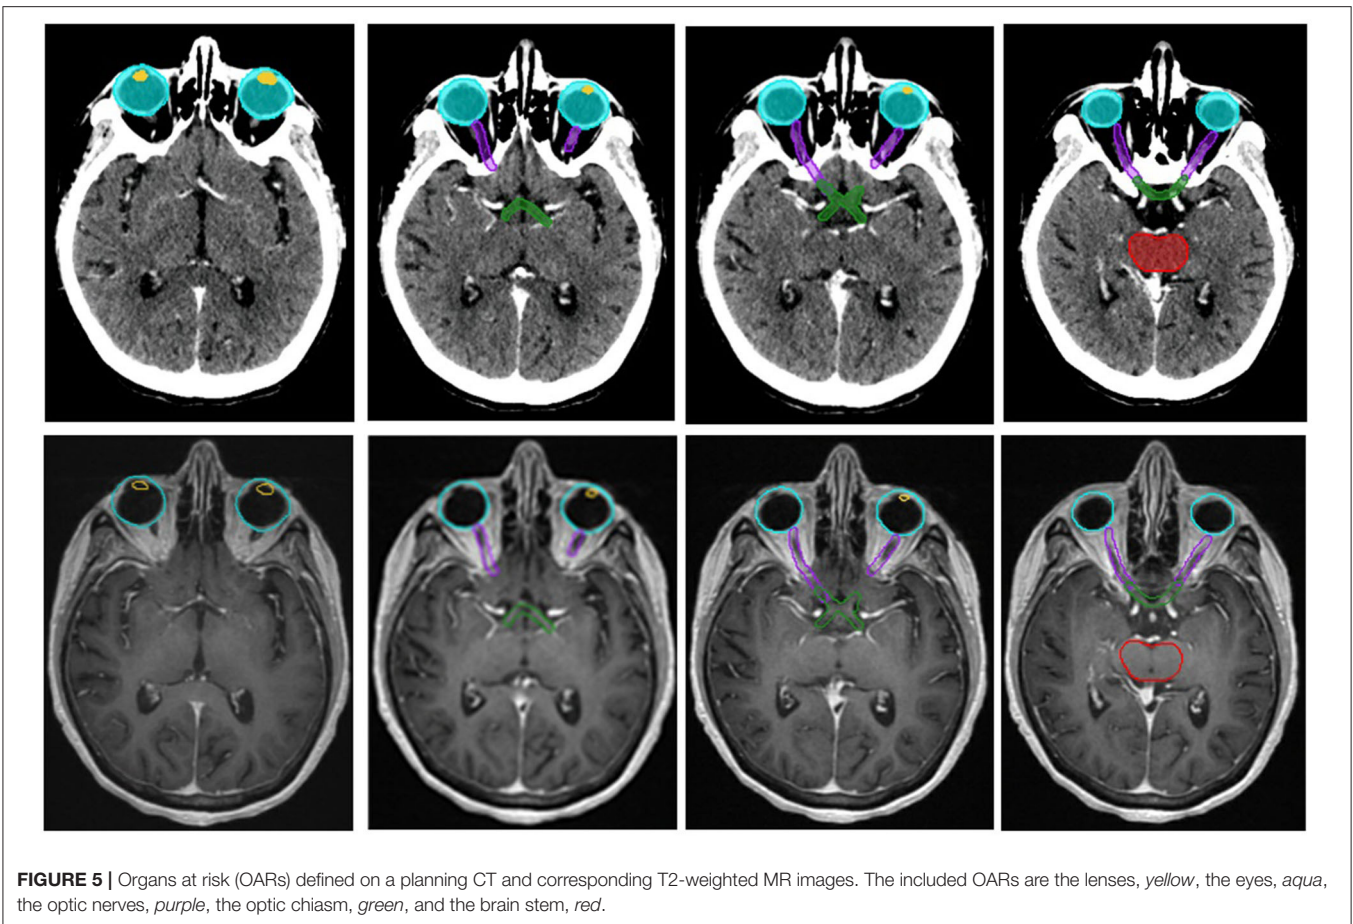 FIGURE 5 | Organs at risk (OARs) defined on a planning CT and corresponding T2-weighted MR images. The included OARs are the lenses, yellow, the eyes, aqua,
the optic nerves, purple, the optic chiasm, green, and the brain stem, red.